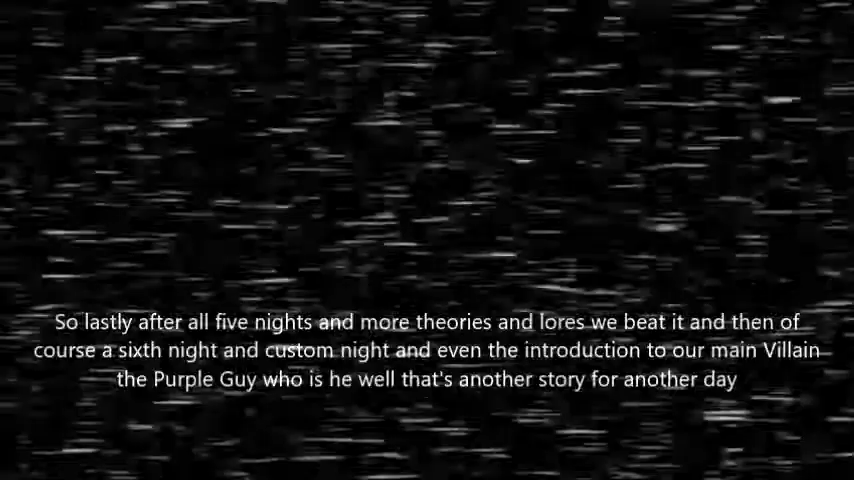 So lastly after all five nights and more theories and lores we beat it and then of
course a sixth night and custom night and even the introduction to our main Villain
the Purple Guy who is he well that's another story for another day